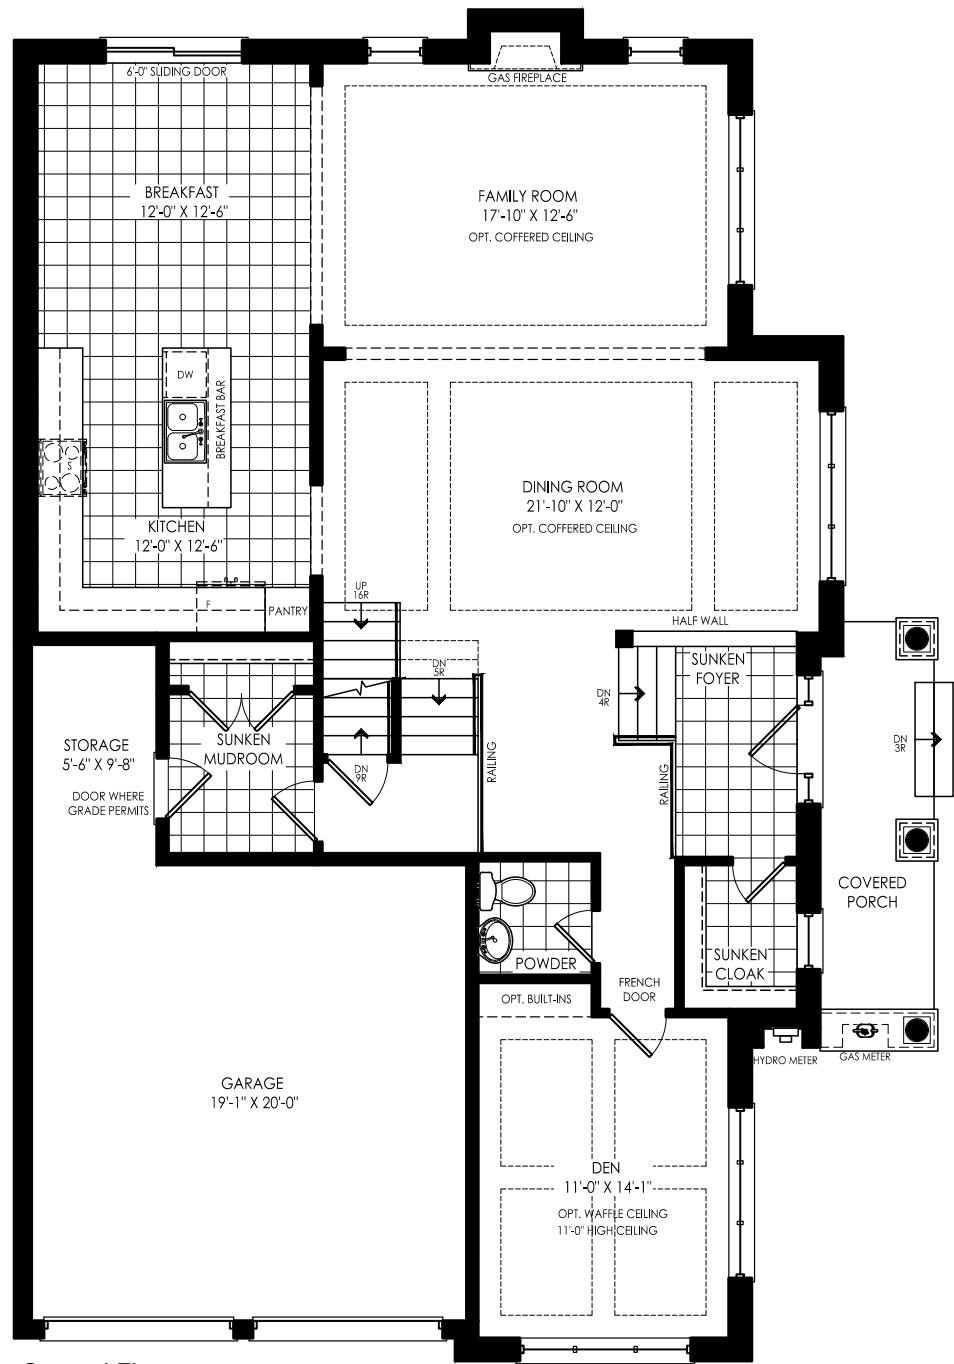 6'-0" SLIDING DOOR
GAS FIREPLACE
BREAKFAST
12'-0" X 12'-6"
FAMILY ROOM
17'-10" X 12'-6"
OPT. COFFERED CEILING
DW
BREAKFAST BAR
S
DINING ROOM
21'-10" X 12'-0"
OPT. COFFERED CEILING
KITCHEN
12'-0" X 12'-6"
F
PANTRY
UP
16R
HALF WALL
DN
5R
SUNKEN
FOYER
DN
4R
STORAGE
5'-6" X 9'-8"
DOOR WHERE
GRADE PERMITS
SUNKEN
MUDROOM
DN
9R
RAILING
RAILING
DN
3R
COVERED
PORCH
POWDER
SUNKEN
CLOAK
OPT. BUILT-INS
FRENCH
DOOR
HYDRO METER
GAS METER
GARAGE
19'-1" X 20'-0"
DEN
11'-0" X 14'-1"
OPT. WAFFLE CEILING
11'-0" HIGH CEILING